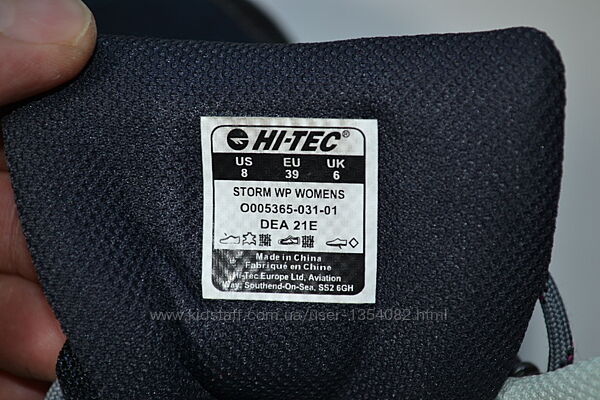 HI-TEC®
US EU UK
8 39 6
STORM WP WOMENS
O005365-031-01
DEA 21E
Made in China
Fabriqué en Chine
Hi-Tec Europe Ltd, Aviation
Way, Southend-On-Sea, SS2 6GH
www.kidstaff.com.ua/user-1354082.html